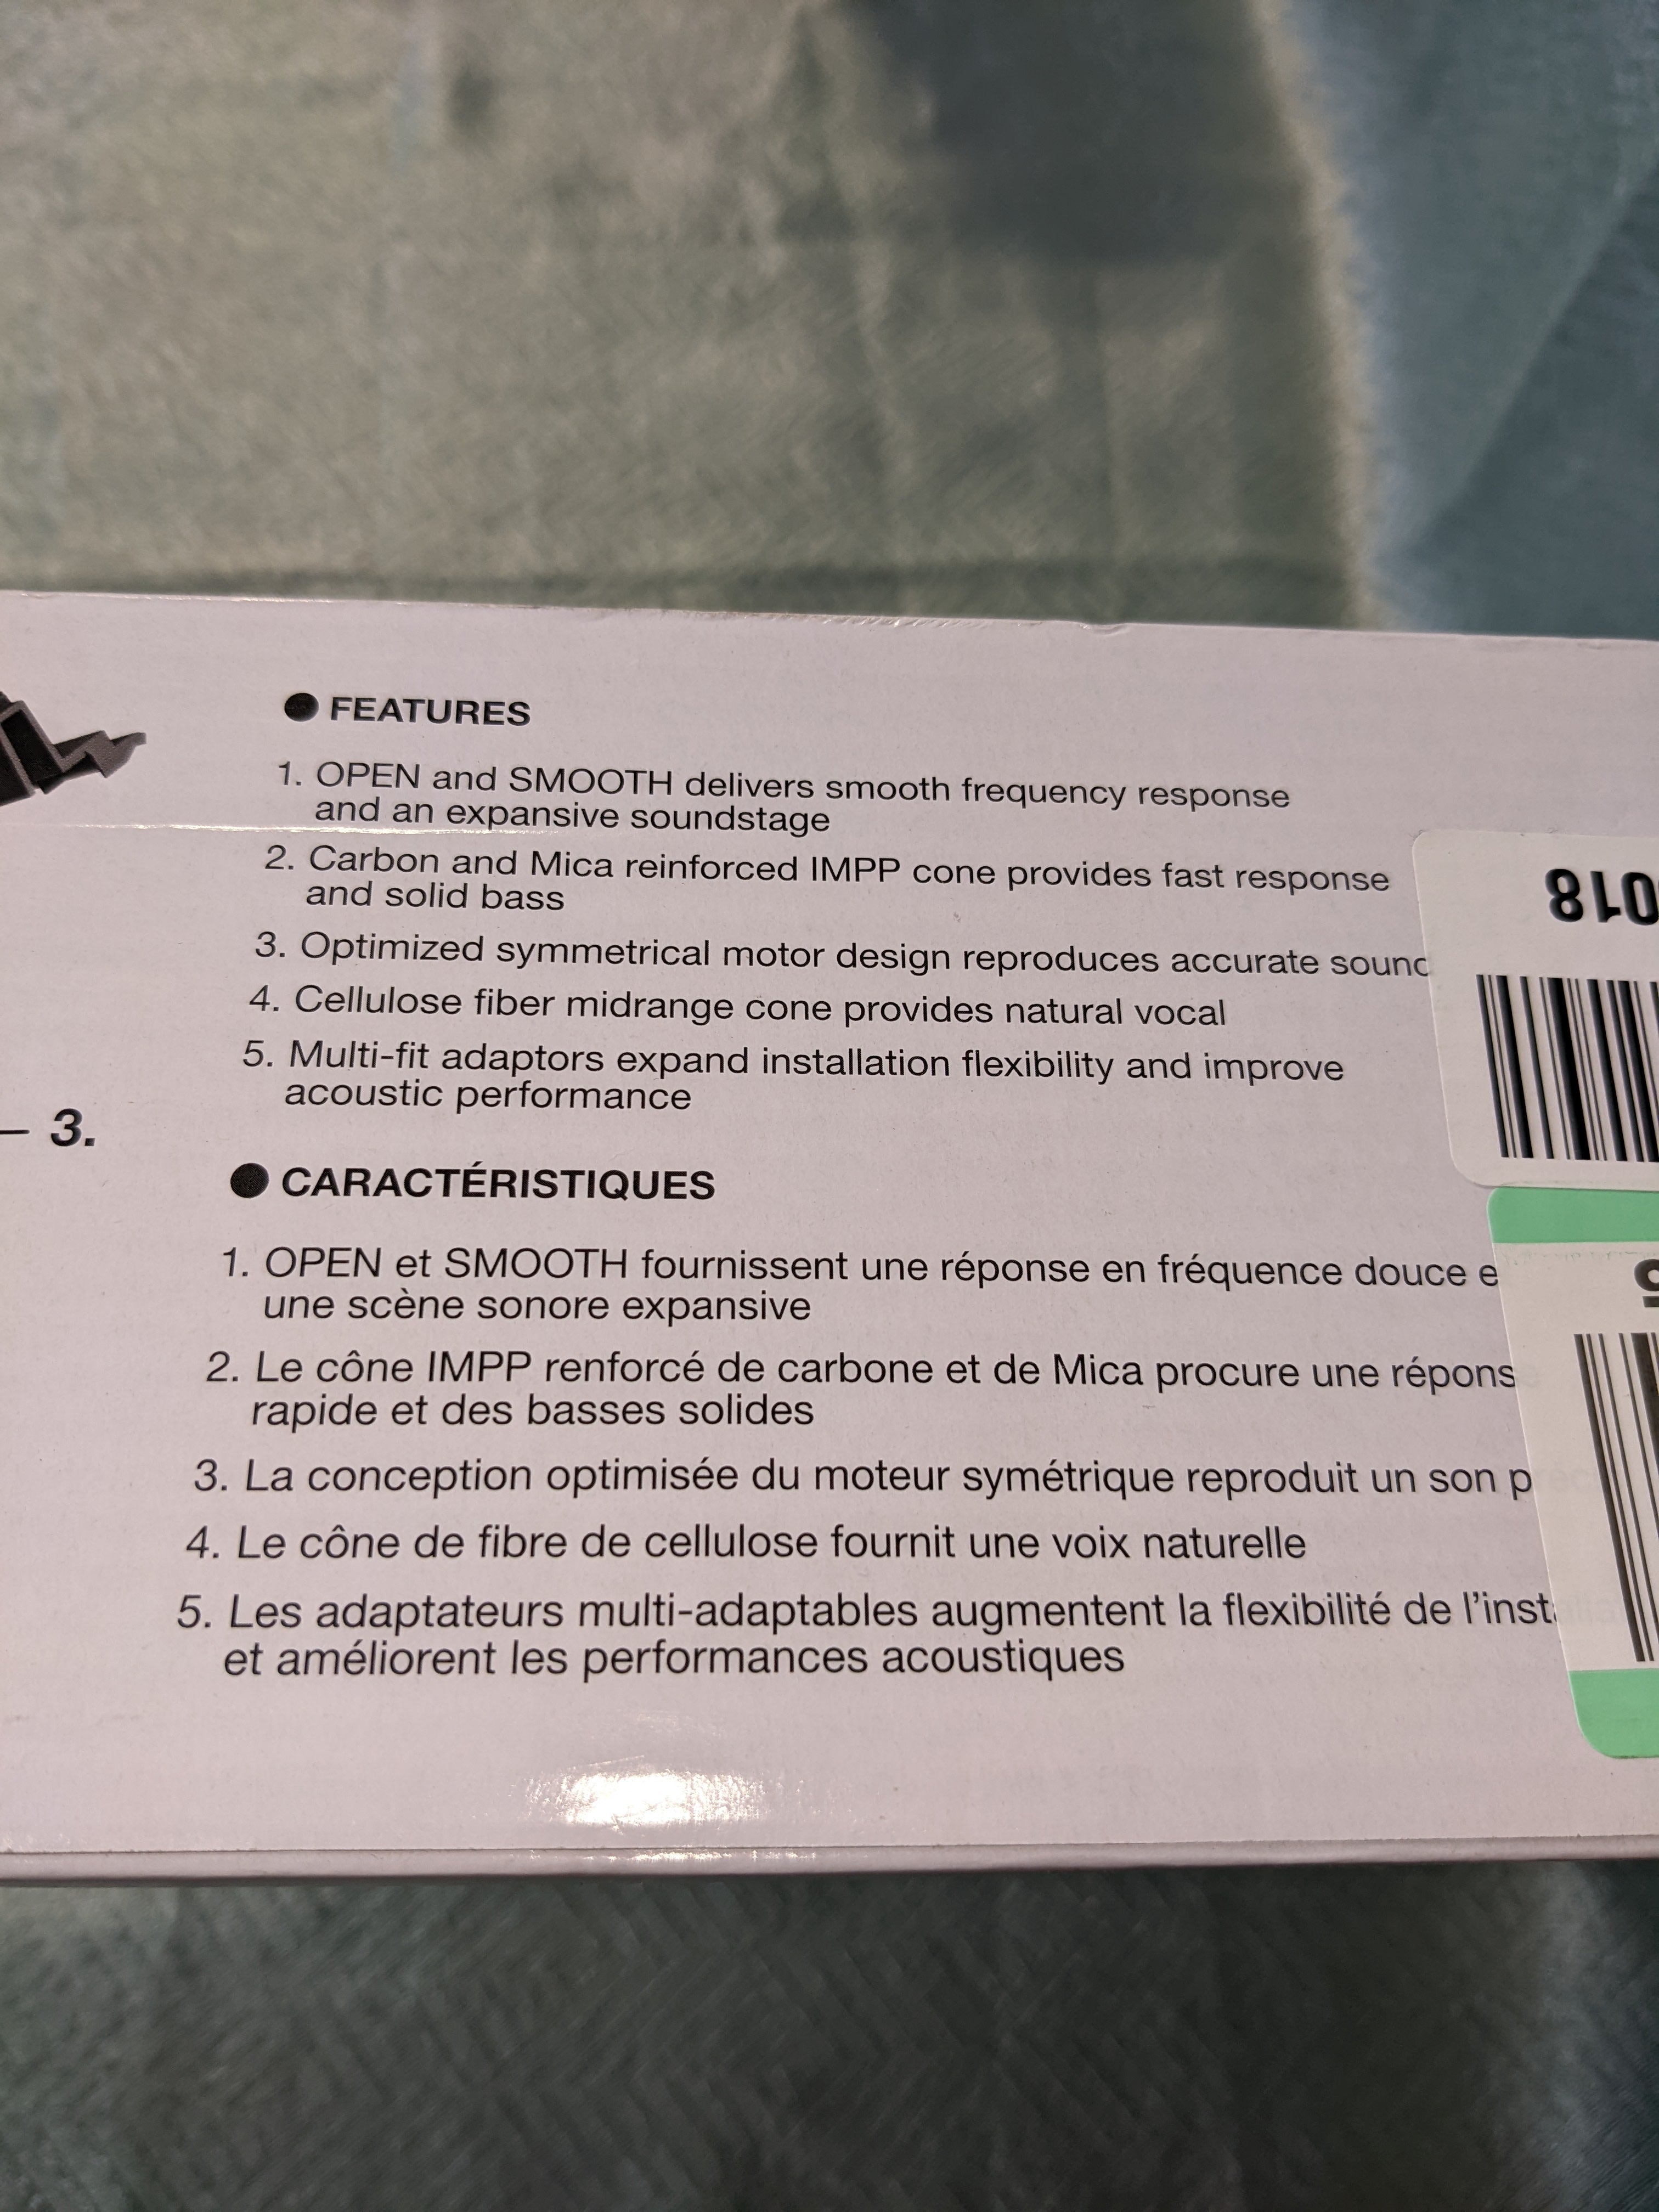 ● FEATURES
1. OPEN and SMOOTH delivers smooth frequency response
and an expansive soundstage
2. Carbon and Mica reinforced IMPP cone provides fast response
and solid bass
3. Optimized symmetrical motor design reproduces accurate
4. Cellulose fiber midrange cone provides natural vocal
5. Multi-fit adaptors expand installation flexibility and improve
acoustic performance
– 3.
● CARACTÉRISTIQUES
1. OPEN et SMOOTH fournissent une réponse en fréquence douce
une scène sonore expansive
2. Le cône IMPP renforcé de carbone et de Mica procure une
rapide et des basses solides
3. La conception optimisée du moteur symétrique reproduit un son
4. Le cône de fibre de cellulose fournit une voix naturelle
5. Les adaptateurs multi-adaptables augmentent la flexibilité de
et améliorent les performances acoustiques
018